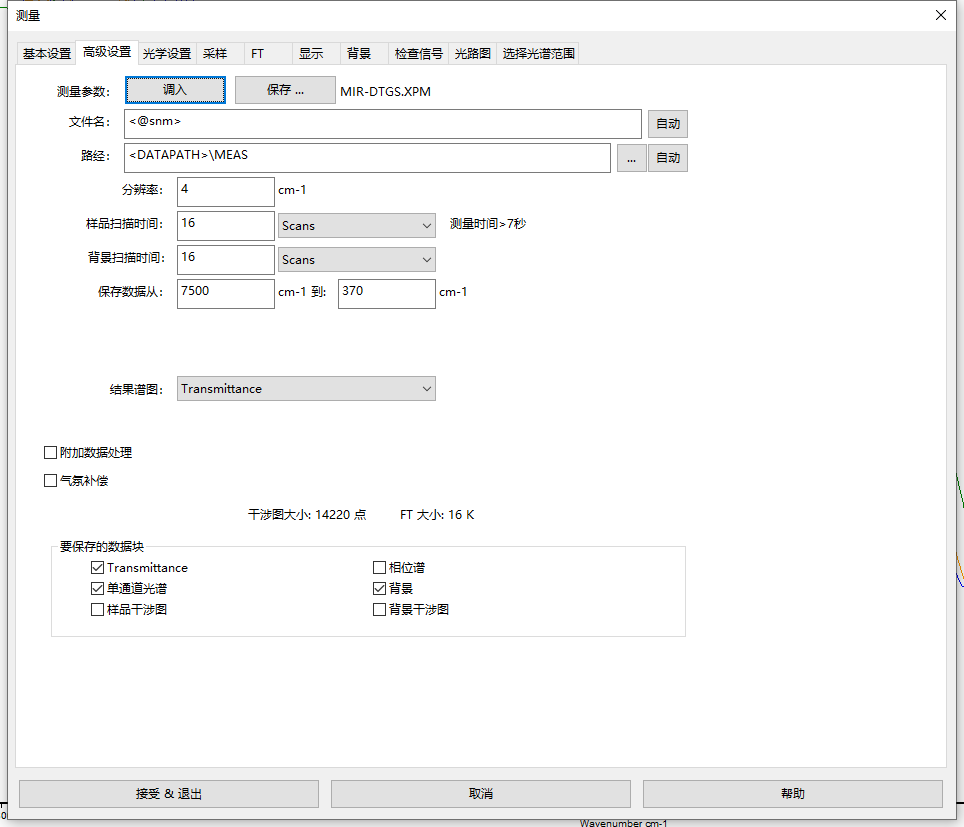 测量
基本设置 高级设置 光学设置 采样 FT 显示 背景 检查信号 光路图 选择光谱范围
测量参数: 调入 保存 ... MIR-DTGS.XPM
文件名: <@snm> 自动
路径: <DATAPATH>\MEAS ... 自动
分辨率: 4 cm-1
样品扫描时间: 16 Scans 测量时间>7秒
背景扫描时间: 16 Scans
保存数据从: 7500 cm-1 到: 370 cm-1
结果谱图: Transmittance
附加数据处理
气氛补偿
干涉图大小: 14220 点 FT 大小: 16 K
要保存的数据块
Transmittance 相位谱
单通道光谱 背景
样品干涉图 背景干涉图
接受 & 退出 取消 帮助
0
Wavenumber cm-1